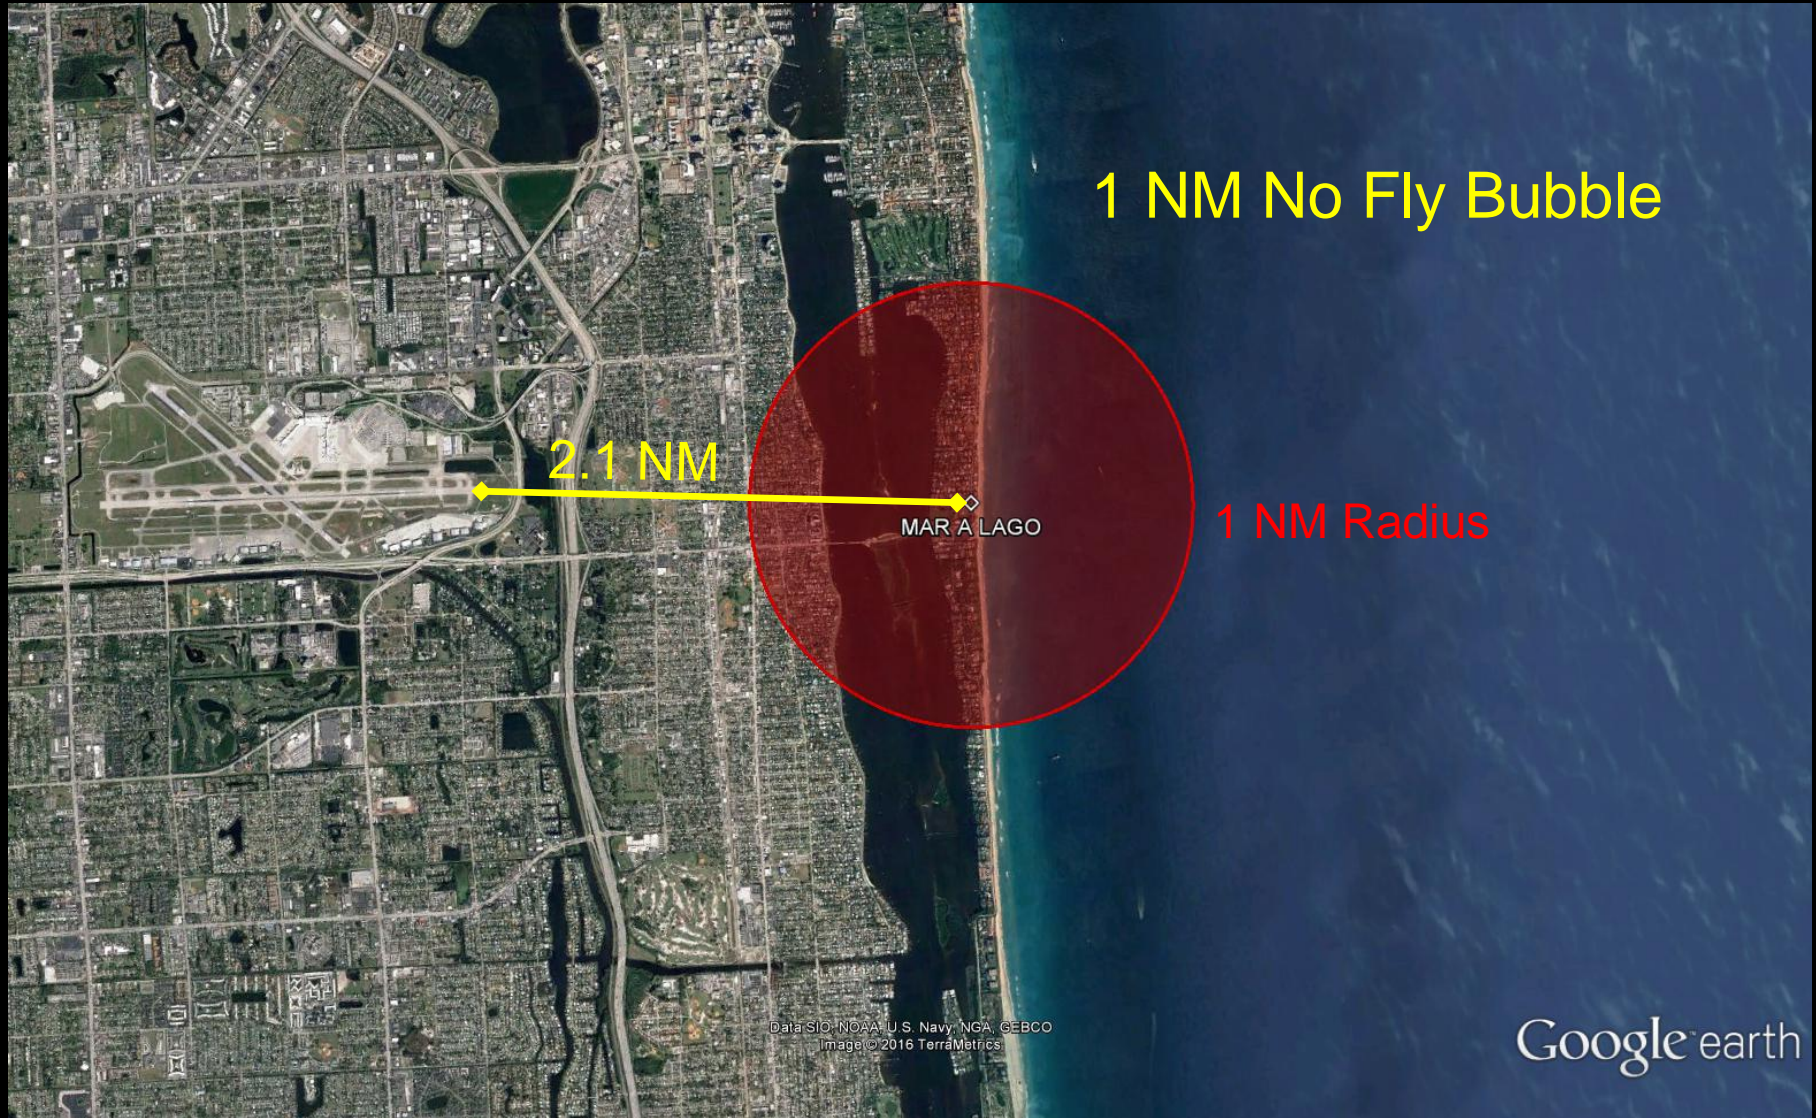 1 NM No Fly Bubble
2.1 NM
MAR A LAGO
1 NM Radius
Data SIO, NOAA, U.S. Navy, NGA, GEBCO
Image © 2016 TerraMetrics
Google earth